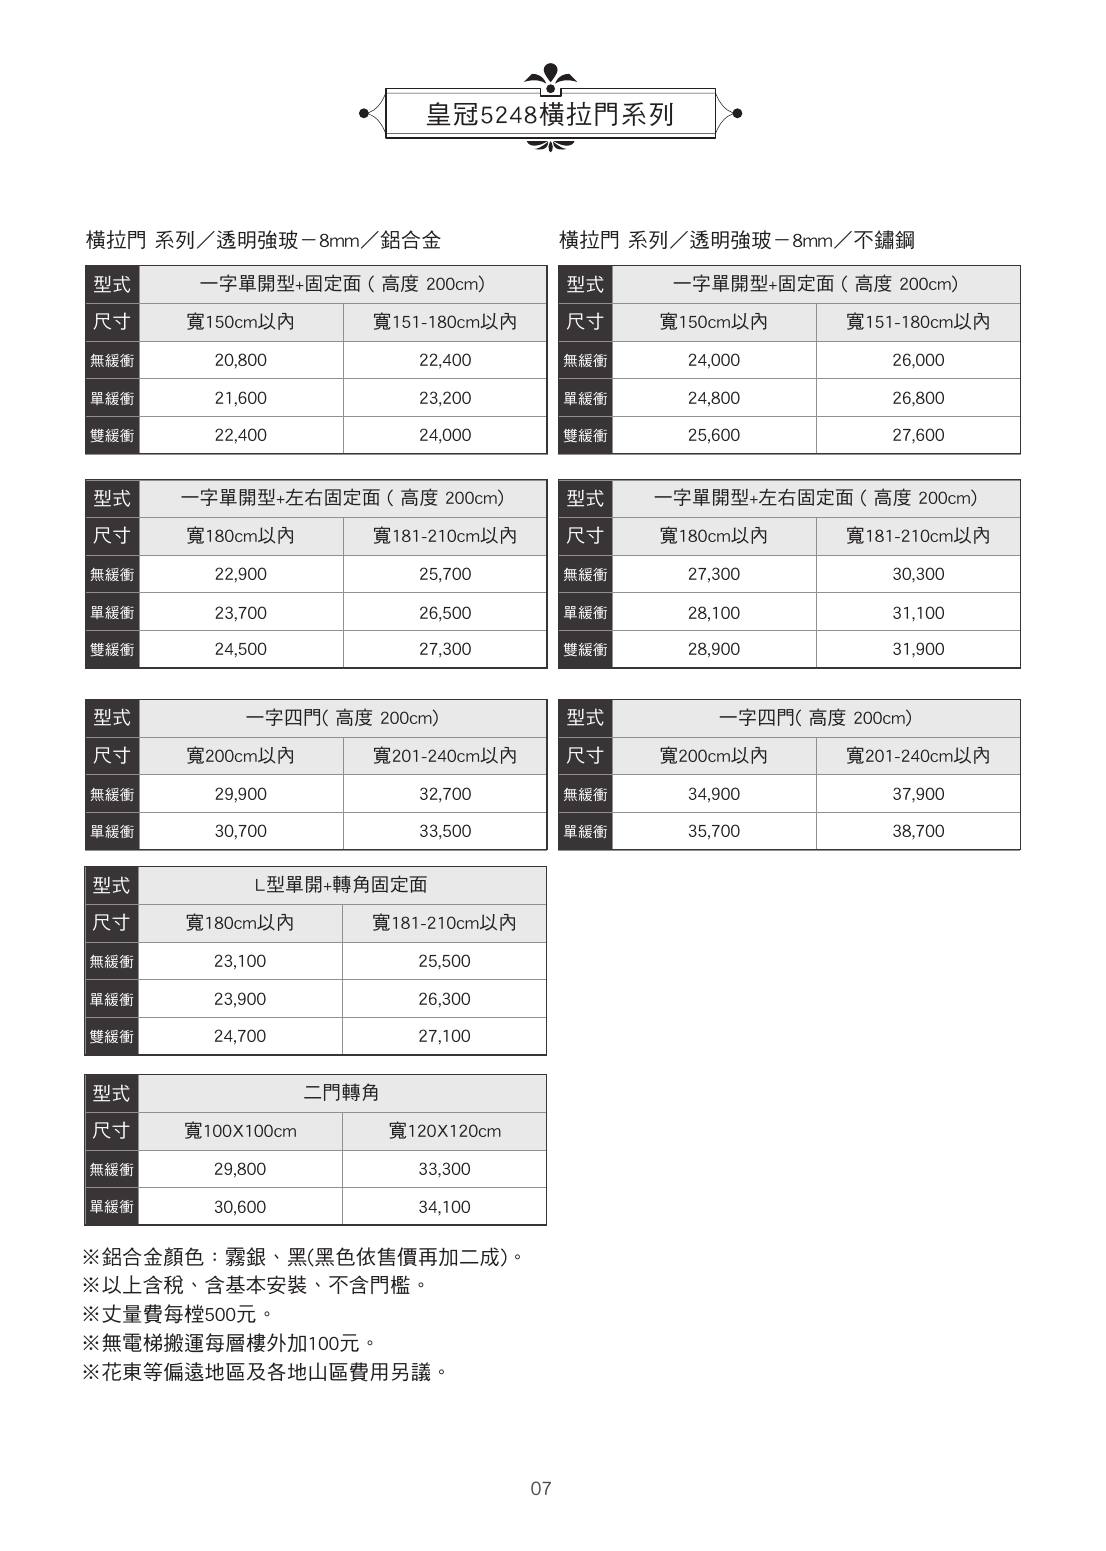 皇冠5248橫拉門系列
橫拉門 系列／透明強玻－8mm／鋁合金
型式 一字單開型+固定面 ( 高度 200cm)
尺寸 寬150cm以內 寬151-180cm以內
無緩衝 20,800 22,400
單緩衝 21,600 23,200
雙緩衝 22,400 24,000
型式 一字單開型+左右固定面 ( 高度 200cm)
尺寸 寬180cm以內 寬181-210cm以內
無緩衝 22,900 25,700
單緩衝 23,700 26,500
雙緩衝 24,500 27,300
型式 一字四門( 高度 200cm)
尺寸 寬200cm以內 寬201-240cm以內
無緩衝 29,900 32,700
單緩衝 30,700 33,500
型式 L型單開+轉角固定面
尺寸 寬180cm以內 寬181-210cm以內
無緩衝 23,100 25,500
單緩衝 23,900 26,300
雙緩衝 24,700 27,100
型式 二門轉角
尺寸 寬100X100cm 寬120X120cm
無緩衝 29,800 33,300
單緩衝 30,600 34,100
橫拉門 系列／透明強玻－8mm／不鏽鋼
型式 一字單開型+固定面 ( 高度 200cm)
尺寸 寬150cm以內 寬151-180cm以內
無緩衝 24,000 26,000
單緩衝 24,800 26,800
雙緩衝 25,600 27,600
型式 一字單開型+左右固定面 ( 高度 200cm)
尺寸 寬180cm以內 寬181-210cm以內
無緩衝 27,300 30,300
單緩衝 28,100 31,100
雙緩衝 28,900 31,900
型式 一字四門( 高度 200cm)
尺寸 寬200cm以內 寬201-240cm以內
無緩衝 34,900 37,900
單緩衝 35,700 38,700
※鋁合金顏色：霧銀、黑(黑色依售價再加二成)。
※以上含稅、含基本安裝、不含門檻。
※丈量費每樘500元。
※無電梯搬運每層樓外加100元。
※花東等偏遠地區及各地山區費用另議。
07